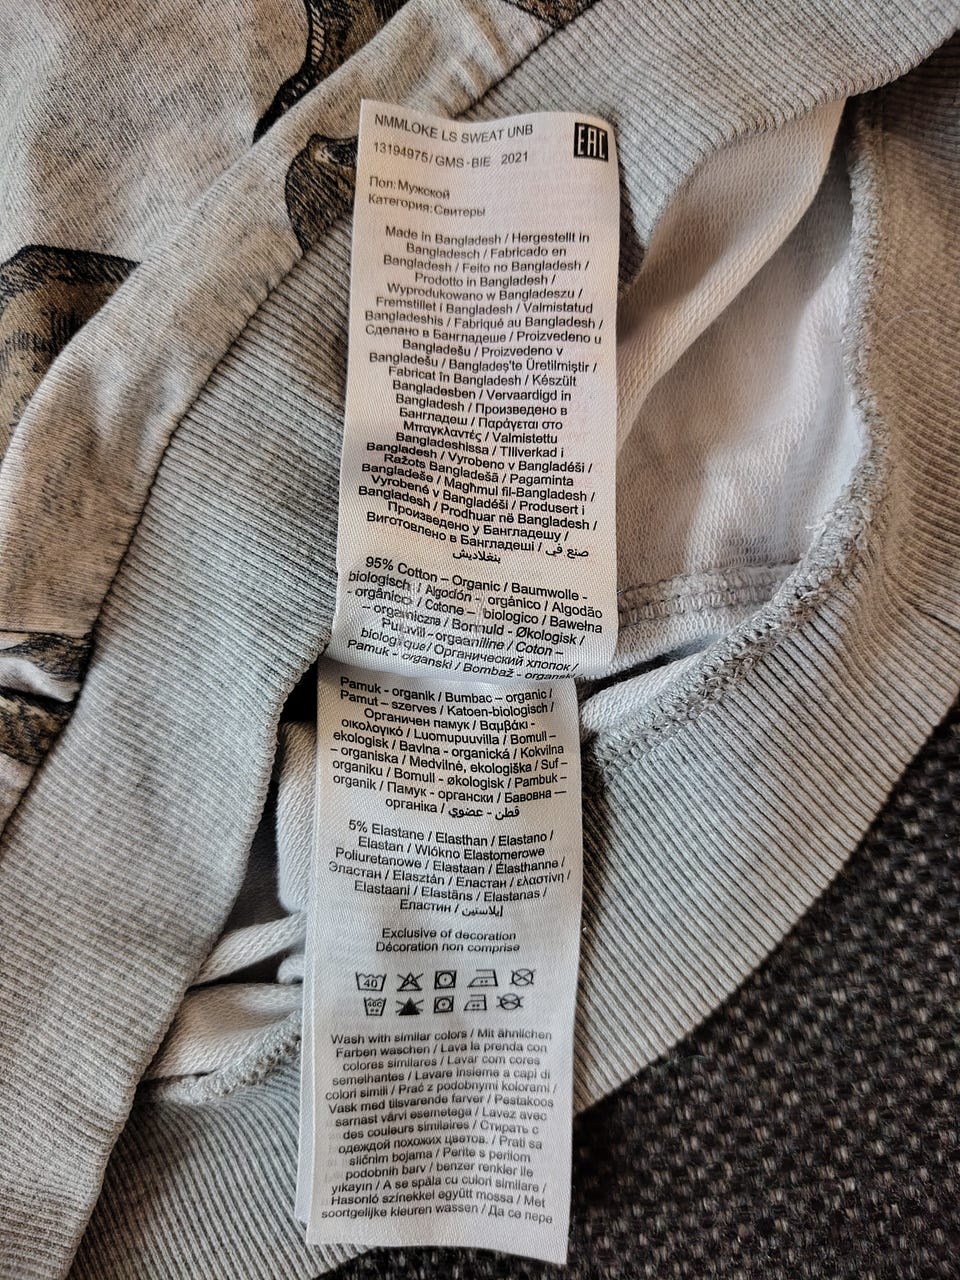 NMMLOKE LS SWEAT UNB
EAC
13194975/GMS-BIE 2021
Пол:Мужской
Категория:Свитеры
Made in Bangladesh / Hergestellt in
Bangladesch / Fabricado en
Bangladesh / Feito no Bangladesh /
Prodotto in Bangladesh /
Wyprodukowano w Bangladeszu /
Fremstillet i Bangladesh / Valmistatud
Bangladeshis / Fabriqué au Bangladesh /
Сделано в Бангладеше / Proizvedeno u
Bangladešu / Proizvedeno v
Bangladešu / Bangladeş'te Üretilmiştir /
Fabricat în Bangladesh / Készült
Bangladesben / Vervaardigd in
Bangladesh / Произведено в
Бангладеш / Παράγεται στο
Μπαγκλαντές / Valmistettu
Bangladeshissa / Tillverkad i
Bangladesh / Vyrobeno v Bangladéši /
Ražots Bangladešā / Pagaminta
Bangladeše / Magħmul fil-Bangladesh /
Vyrobené v Bangladéši / Produsert i
Bangladesh / Prodhuar në Bangladesh /
Произведено у Бангладешу /
Виготовлено в Бангладеші / صنع في
بنغلاديش
95% Cotton – Organic / Baumwolle -
biologisch / Algodón - orgánico / Algodão
- orgânico / Cotone – biologico / Bawełna
– organiczna / Bomuld - Økologisk /
Puuvill - orgaaniline / Coton –
biologique/ Органический хлопок /
Pamuk - organski / Bombaž - organski
Pamuk - organik / Bumbac – organic /
Pamut – szerves / Katoen-biologisch /
Органичен памук / Βαμβάκι -
οικολογικό / Luomupuuvilla / Bomull –
ekologisk / Bavlna - organická / Kokvilna
– organiska / Medvilnė, ekologiška / Suf –
organiku / Bomull - økologisk / Pambuk –
organik / Памук - органски / Бавовна —
органіка / قطن - عضوي
5% Elastane / Elasthan / Elastano /
Elastan / Włókno Elastomerowe
Poliuretanowe / Elastaan / Élasthanne /
Эластан / Elasztán / Еластан / ελαστίνη /
Elastaani / Elastāns / Elastanas /
Еластин / إيلاستين
Exclusive of decoration
Décoration non comprise
40
40C
Wash with similar colors / Mit ähnlichen
Farben waschen / Lava la prenda con
colores similares / Lavar com cores
semelhantes / Lavare insieme a capi di
colori simili / Prać z podobnymi kolorami /
Vask med tilsvarende farver / Pestakoos
sarnast värvi esemetega / Lavez avec
des couleurs similaires / Стирать с
одеждой похожих цветов. / Prati sa
sličnim bojama / Perite s perilom
podobnih barv / benzer renkler ile
yıkayın / A se spăla cu culori similare /
Hasonló színekkel együtt mossa / Met
soortgelijke kleuren wassen / Да се пере